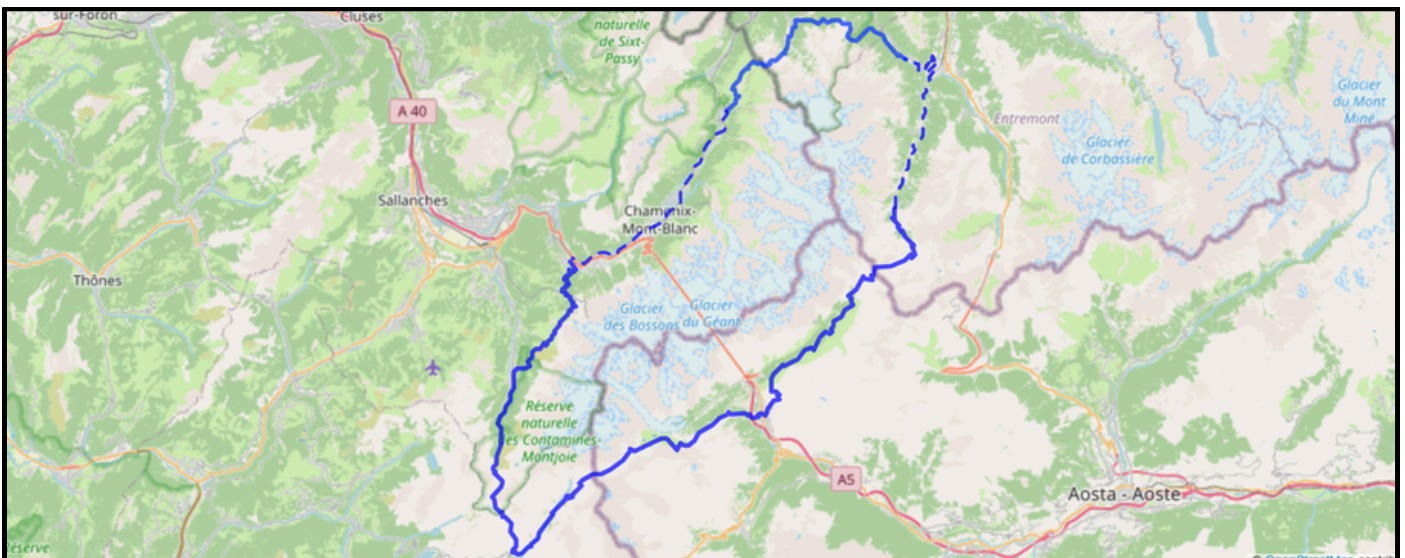 sur-Foron
Cluses
naturelle
de Sixt-
Passy
A 40
Glacier
du Mont
Miné
Entremont
Glacier
de Corbassière
Sallanches
Chamonix-
Mont-Blanc
Thônes
Glacier
des Bossons
Glacier
du Géant
Réserve
naturelle
des Contamines-
Montjoie
A5
Aosta - Aoste
éserve